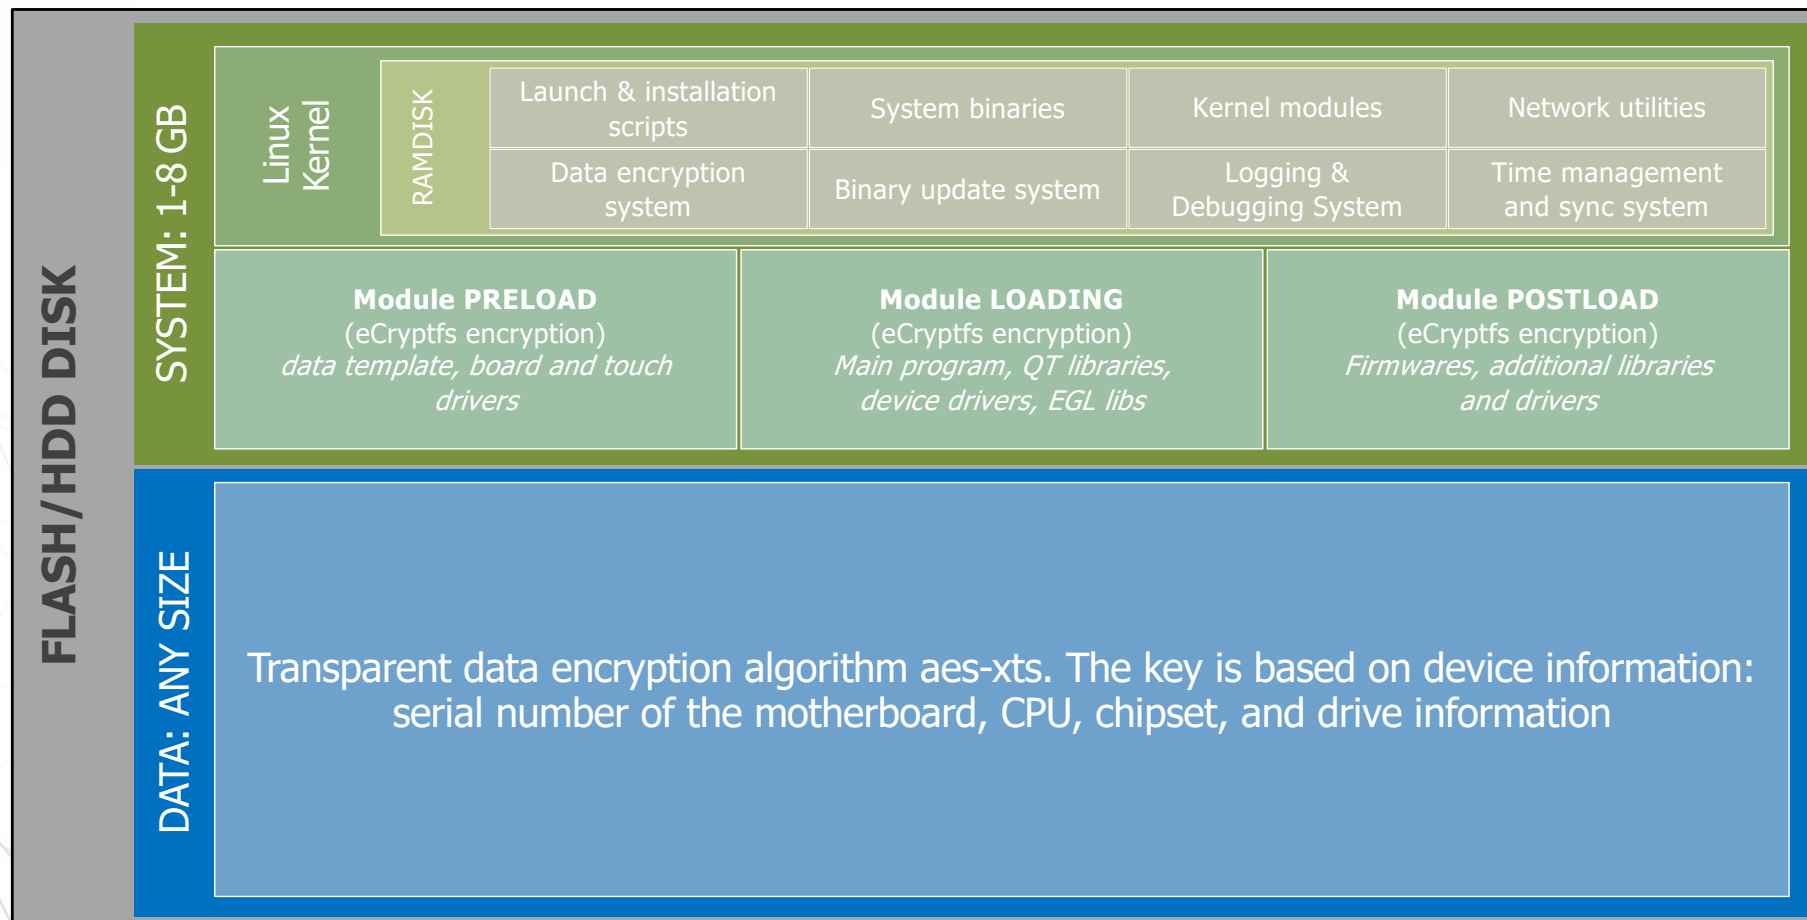 FLASH/HDD DISK
SYSTEM: 1-8 GB
Linux
Kernel
RAMDISK
Launch & installation
scripts
System binaries
Kernel modules
Network utilities
Data encryption
system
Binary update system
Logging &
Debugging System
Time management
and sync system
Module PRELOAD
(eCryptfs encryption)
data template, board and touch
drivers
Module LOADING
(eCryptfs encryption)
Main program, QT libraries,
device drivers, EGL libs
Module POSTLOAD
(eCryptfs encryption)
Firmwares, additional libraries
and drivers
DATA: ANY SIZE
Transparent data encryption algorithm aes-xts. The key is based on device information:
serial number of the motherboard, CPU, chipset, and drive information